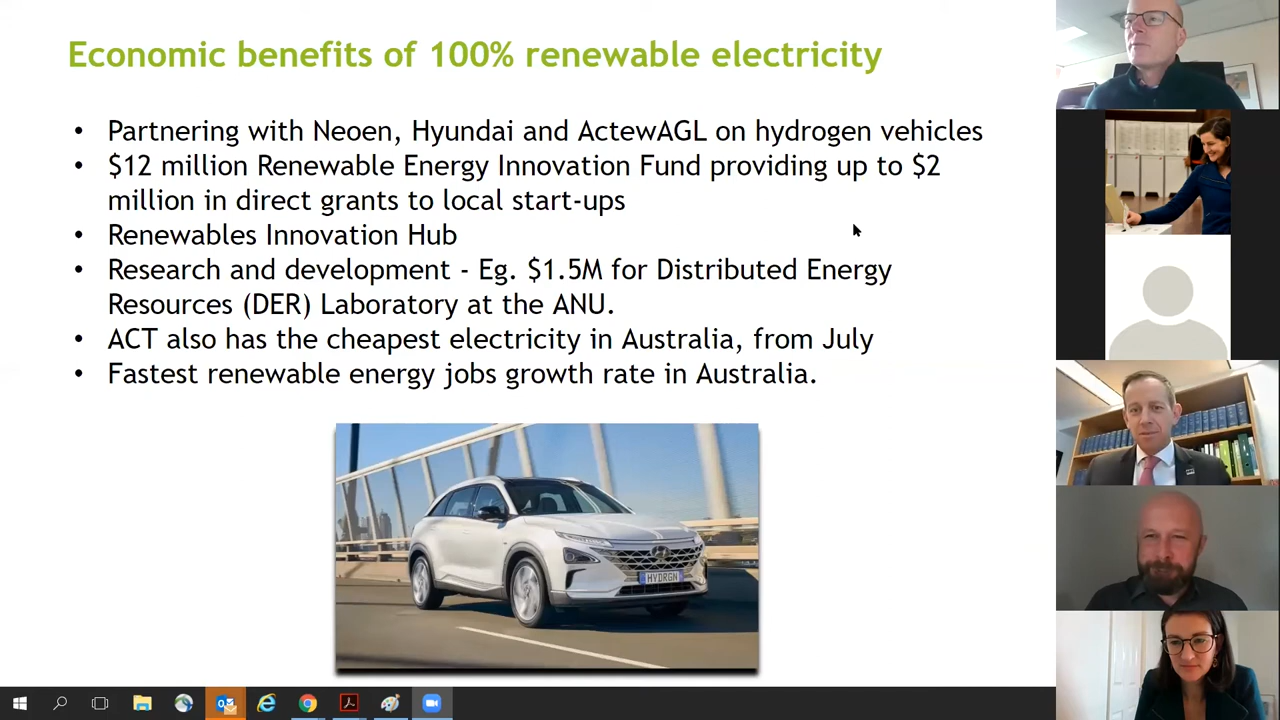 Economic benefits of 100% renewable electricity
• Partnering with Neoen, Hyundai and ActewAGL on hydrogen vehicles
• $12 million Renewable Energy Innovation Fund providing up to $2
million in direct grants to local start-ups
• Renewables Innovation Hub
• Research and development - Eg. $1.5M for Distributed Energy
Resources (DER) Laboratory at the ANU.
• ACT also has the cheapest electricity in Australia, from July
• Fastest renewable energy jobs growth rate in Australia.
HYDRGN